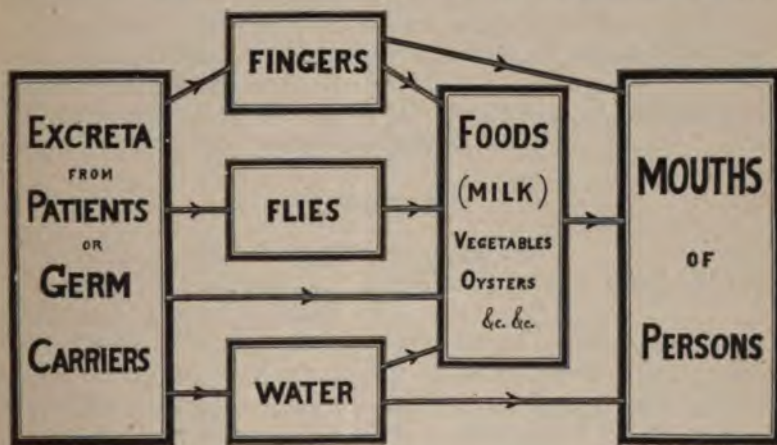 EXCRETA
FROM
PATIENTS
OR
GERM
CARRIERS
FINGERS
FLIES
WATER
FOODS
(MILK)
VEGETABLES
OYSTERS
&c. &c.
MOUTHS
OF
PERSONS